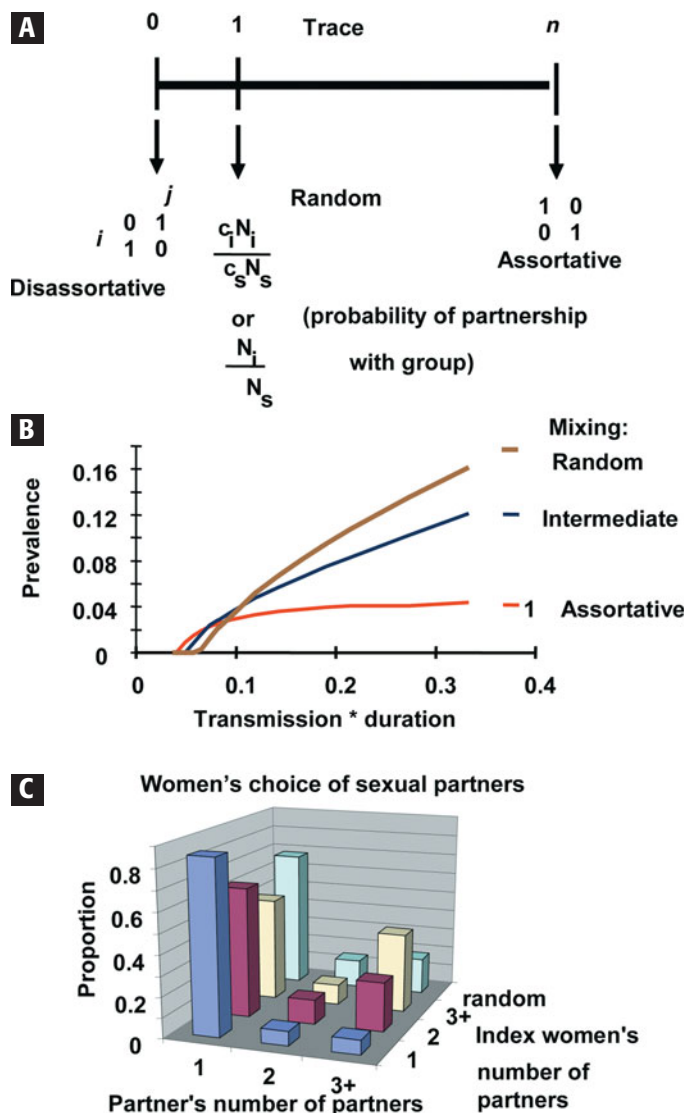 A
0 1 Trace n
j
0 1
i 1 0
Disassortative
Random
cᵢNᵢ
cₛNₛ
or
Nᵢ
Nₛ
(probability of partnership
with group)
1 0
0 1
Assortative
B
Mixing:
Random
Intermediate
1 Assortative
Prevalence
0.16
0.12
0.08
0.04
0
0 0.1 0.2 0.3 0.4
Transmission * duration
C
Women's choice of sexual partners
Proportion
0.8
0.6
0.4
0.2
0
1 2 3+
Partner's number of partners
random
3+
2
1
Index women's
number of
partners